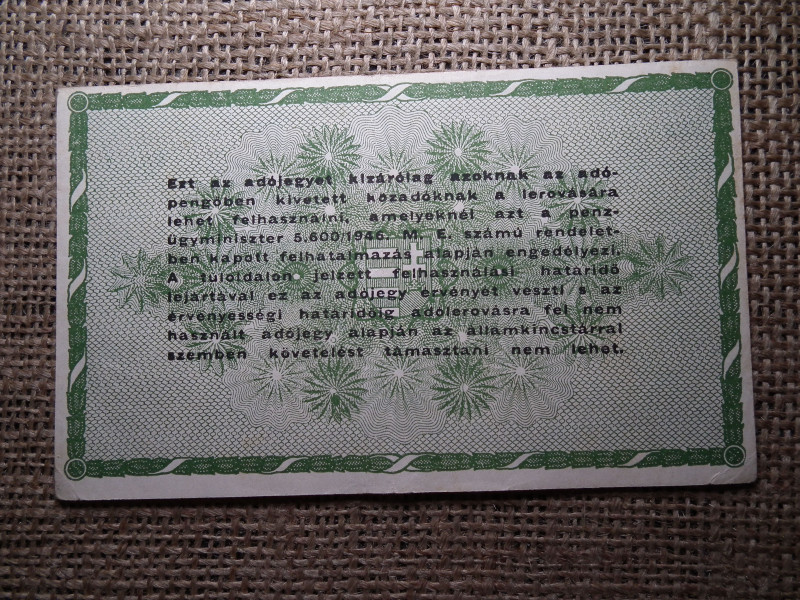 Ezt az adójegyet kizárólag azoknak az adó-
pengőben kivetett közadóknak a lerovására
lehet felhasználni, amelyeknél azt a pénz-
ügyminiszter 5.600/1946. M. E. számú rendelet-
ben kapott felhatalmazás alapján engedélyezi.
A túloldalon jelzett felhasználási határidő
lejártával ez az adójegy érvényét veszti s az
érvényességi határidőig adólerovásra fel nem
használt adójegy alapján az államkincstárral
szemben követelést támasztani nem lehet.